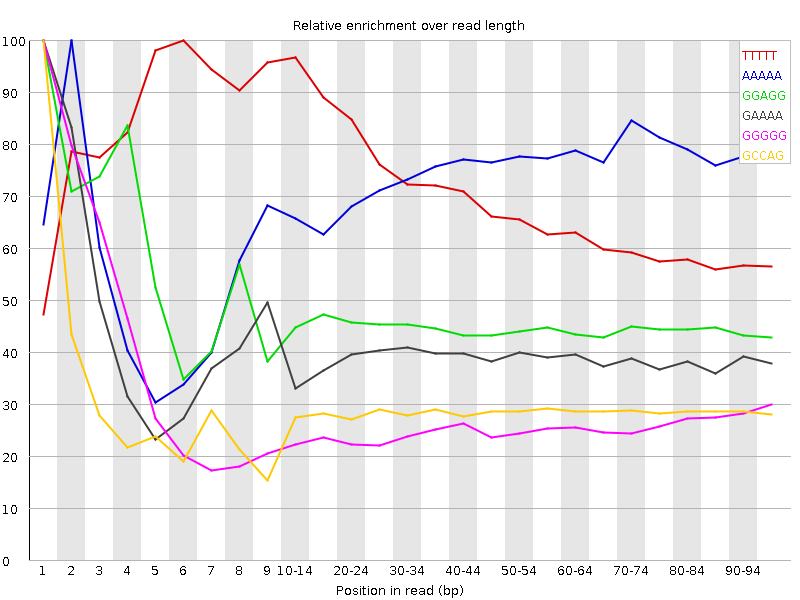 Relative enrichment over read length
100
90
80
70
60
50
40
30
20
10
0
TTTTT
AAAAA
GGAGG
GAAAA
GGGGG
GCCAG
1 2 3 4 5 6 7 8 9 10-14 20-24 30-34 40-44 50-54 60-64 70-74 80-84 90-94
Position in read (bp)